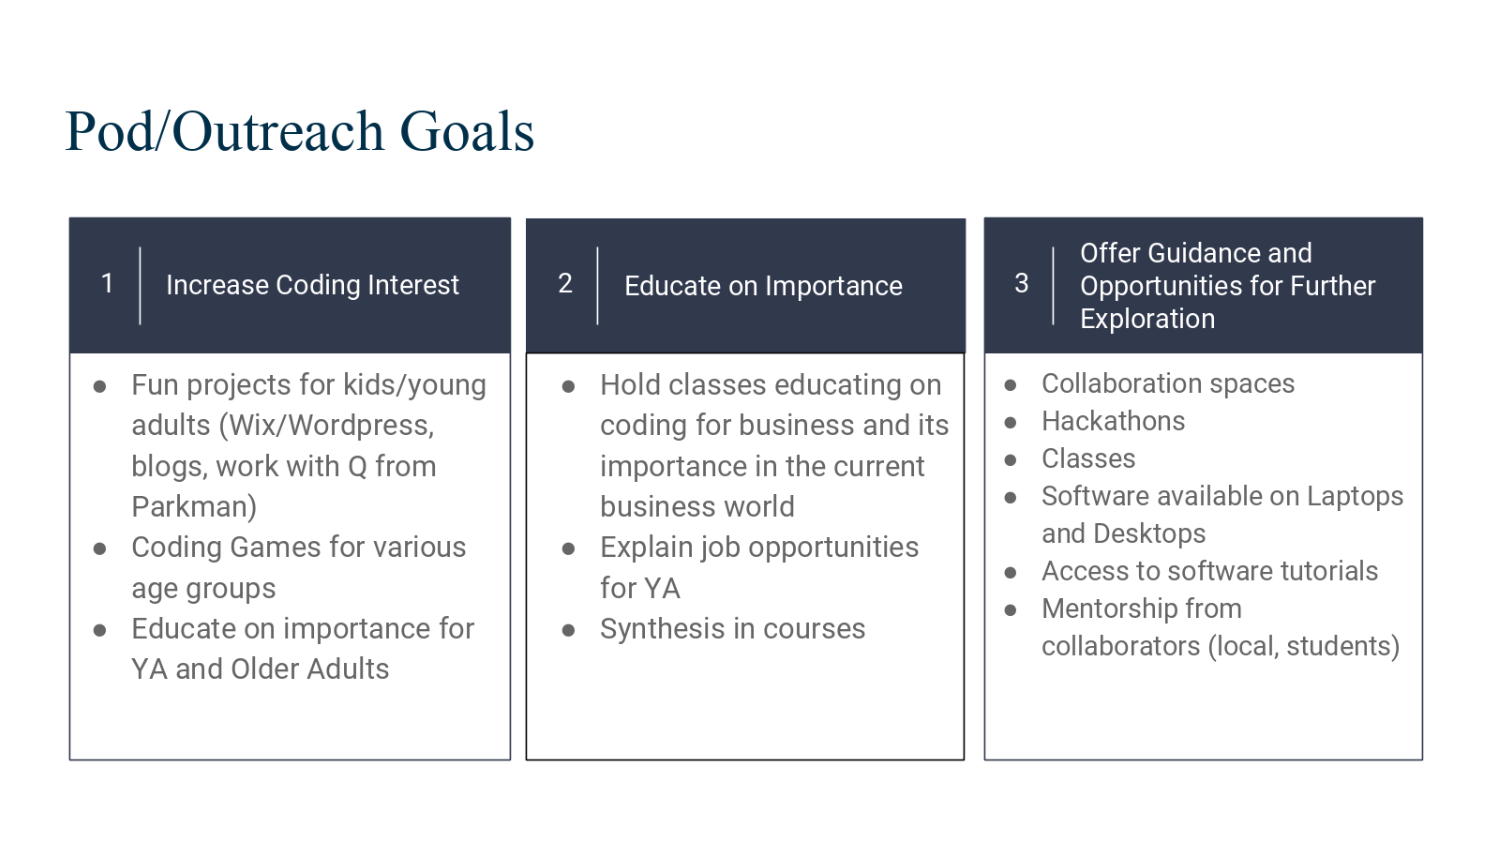 Pod/Outreach Goals
1
Increase Coding Interest
● Fun projects for kids/young
adults (Wix/Wordpress,
blogs, work with Q from
Parkman)
● Coding Games for various
age groups
● Educate on importance for
YA and Older Adults
2
Educate on Importance
● Hold classes educating on
coding for business and its
importance in the current
business world
● Explain job opportunities
for YA
● Synthesis in courses
3
Offer Guidance and
Opportunities for Further
Exploration
● Collaboration spaces
● Hackathons
● Classes
● Software available on Laptops
and Desktops
● Access to software tutorials
● Mentorship from
collaborators (local, students)